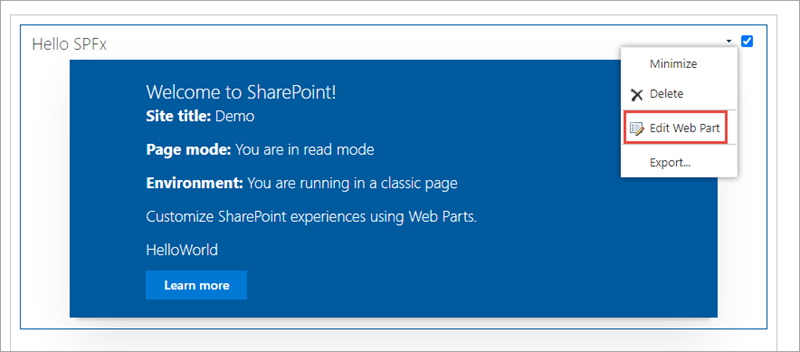 Hello SPFx
Minimize
Delete
Edit Web Part
Export...
Welcome to SharePoint!
Site title: Demo
Page mode: You are in read mode
Environment: You are running in a classic page
Customize SharePoint experiences using Web Parts.
HelloWorld
Learn more